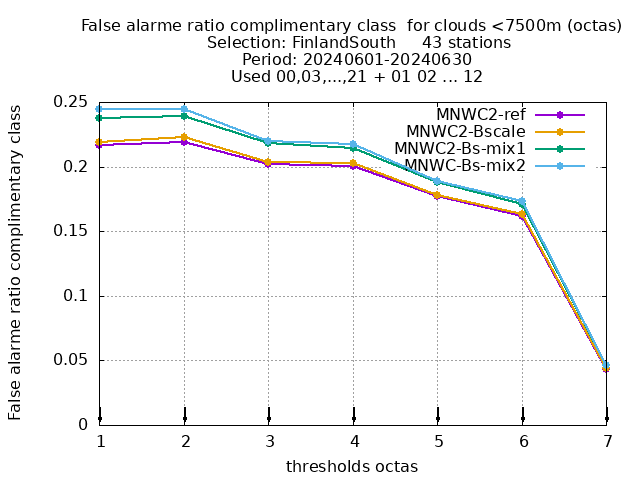 False alarme ratio complimentary class  for clouds <7500m (octas)
Selection: FinlandSouth     43 stations
Period: 20240601-20240630
Used 00,03,...,21 + 01 02 ... 12
False alarme ratio complimentary class
0.25
0.2
0.15
0.1
0.05
0
MNWC2-ref
MNWC2-Bscale
MNWC2-Bs-mix1
MNWC-Bs-mix2
1 2 3 4 5 6 7
thresholds octas